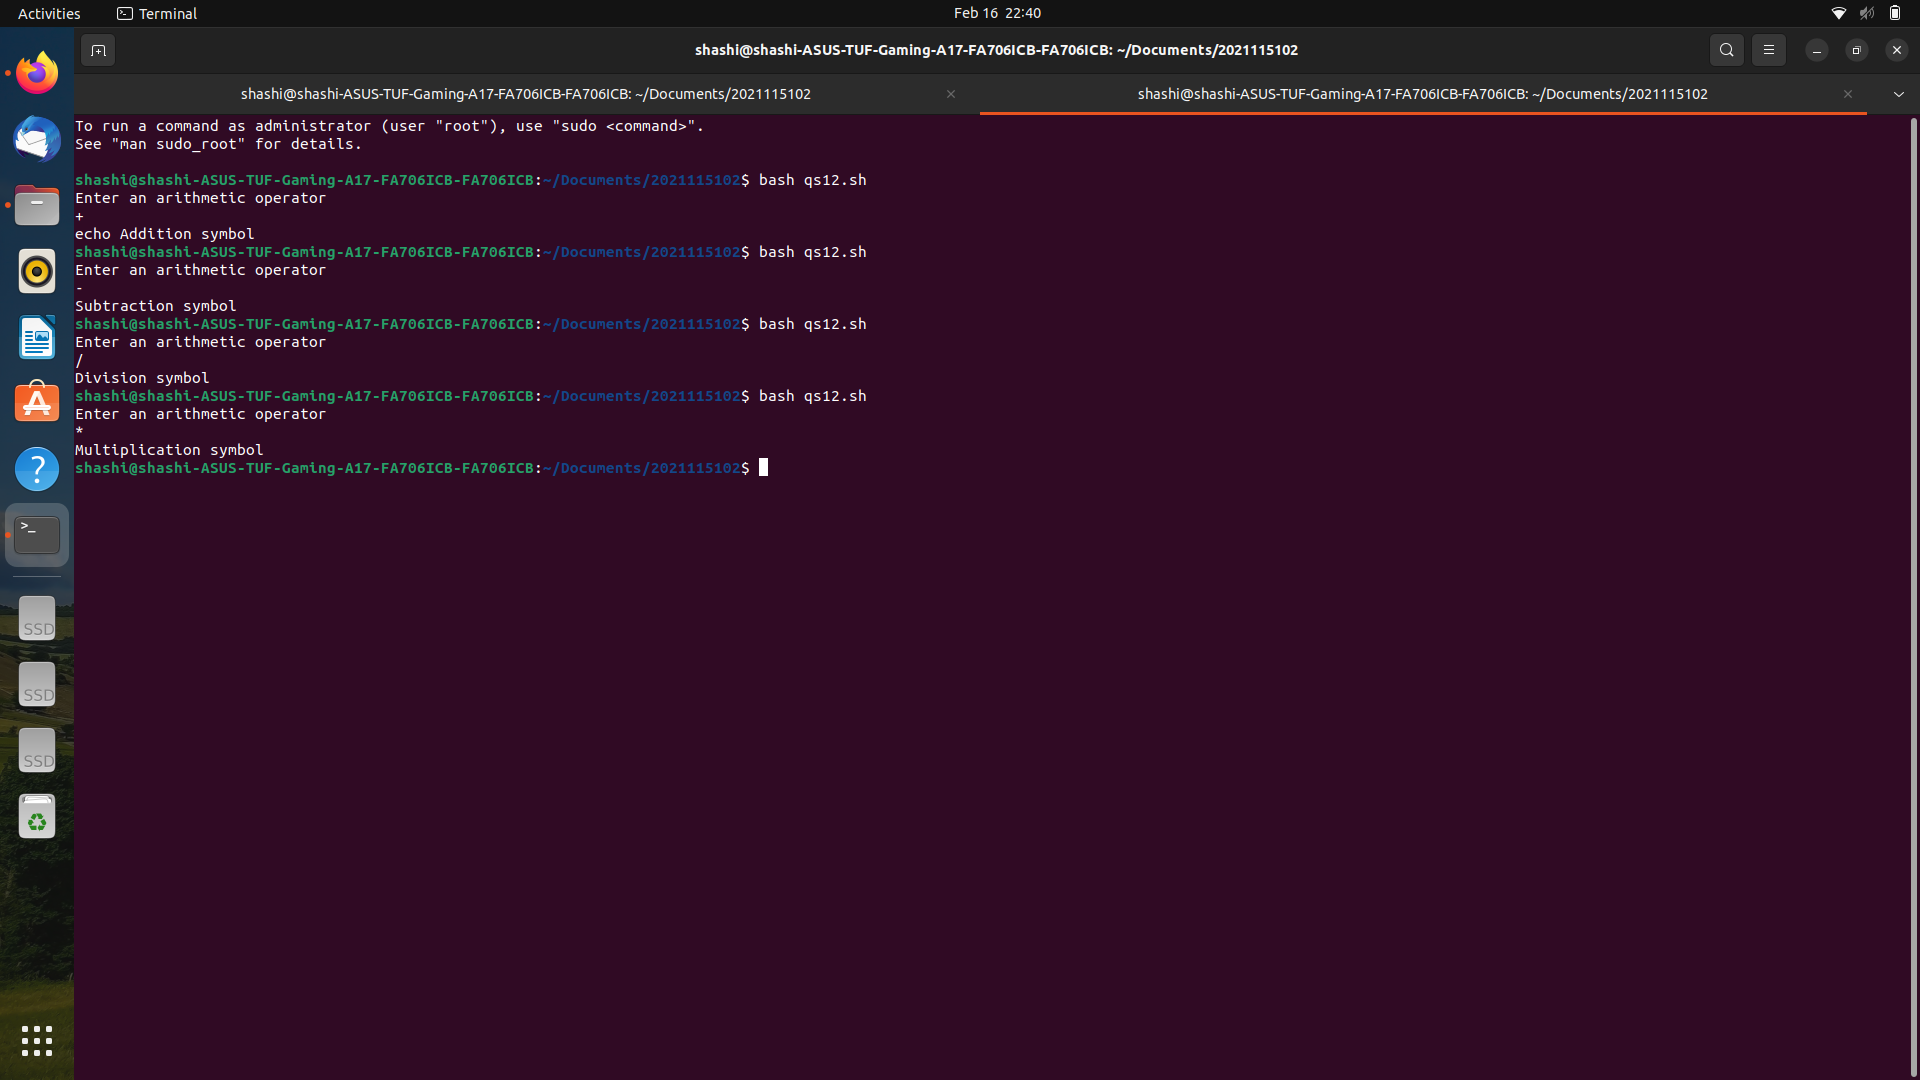 Activities
Terminal
Feb 16 22:40
shashi@shashi-ASUS-TUF-Gaming-A17-FA706ICB-FA706ICB: ~/Documents/2021115102
shashi@shashi-ASUS-TUF-Gaming-A17-FA706ICB-FA706ICB: ~/Documents/2021115102
shashi@shashi-ASUS-TUF-Gaming-A17-FA706ICB-FA706ICB: ~/Documents/2021115102
To run a command as administrator (user "root"), use "sudo <command>".
See "man sudo_root" for details.
shashi@shashi-ASUS-TUF-Gaming-A17-FA706ICB-FA706ICB:~/Documents/2021115102$ bash qs12.sh
Enter an arithmetic operator
+
echo Addition symbol
shashi@shashi-ASUS-TUF-Gaming-A17-FA706ICB-FA706ICB:~/Documents/2021115102$ bash qs12.sh
Enter an arithmetic operator
-
Subtraction symbol
shashi@shashi-ASUS-TUF-Gaming-A17-FA706ICB-FA706ICB:~/Documents/2021115102$ bash qs12.sh
Enter an arithmetic operator
/
Division symbol
shashi@shashi-ASUS-TUF-Gaming-A17-FA706ICB-FA706ICB:~/Documents/2021115102$ bash qs12.sh
Enter an arithmetic operator
*
Multiplication symbol
shashi@shashi-ASUS-TUF-Gaming-A17-FA706ICB-FA706ICB:~/Documents/2021115102$
SSD
SSD
SSD